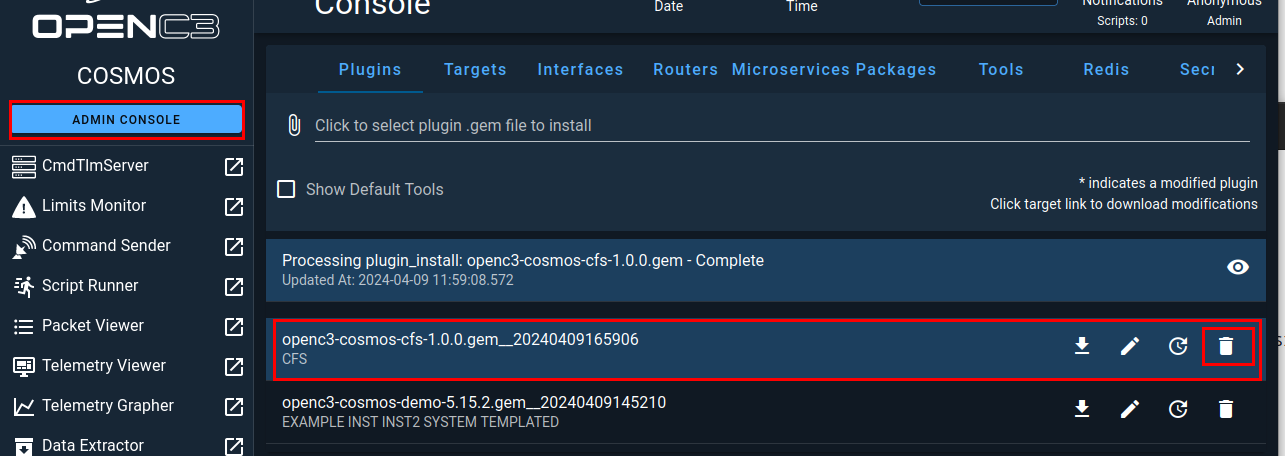 OPENC3
COSMOS
ADMIN CONSOLE
CmdTlmServer
Limits Monitor
Command Sender
Script Runner
Packet Viewer
Telemetry Viewer
Telemetry Grapher
Data Extractor
Console
Date
Time
Notifications
Scripts: 0
Anonymous
Admin
Plugins Targets Interfaces Routers Microservices Packages Tools Redis
Click to select plugin .gem file to install
Show Default Tools
* indicates a modified plugin
Click target link to download modifications
Processing plugin_install: openc3-cosmos-cfs-1.0.0.gem - Complete
Updated At: 2024-04-09 11:59:08.572
openc3-cosmos-cfs-1.0.0.gem__20240409165906
CFS
openc3-cosmos-demo-5.15.2.gem__20240409145210
EXAMPLE INST INST2 SYSTEM TEMPLATED